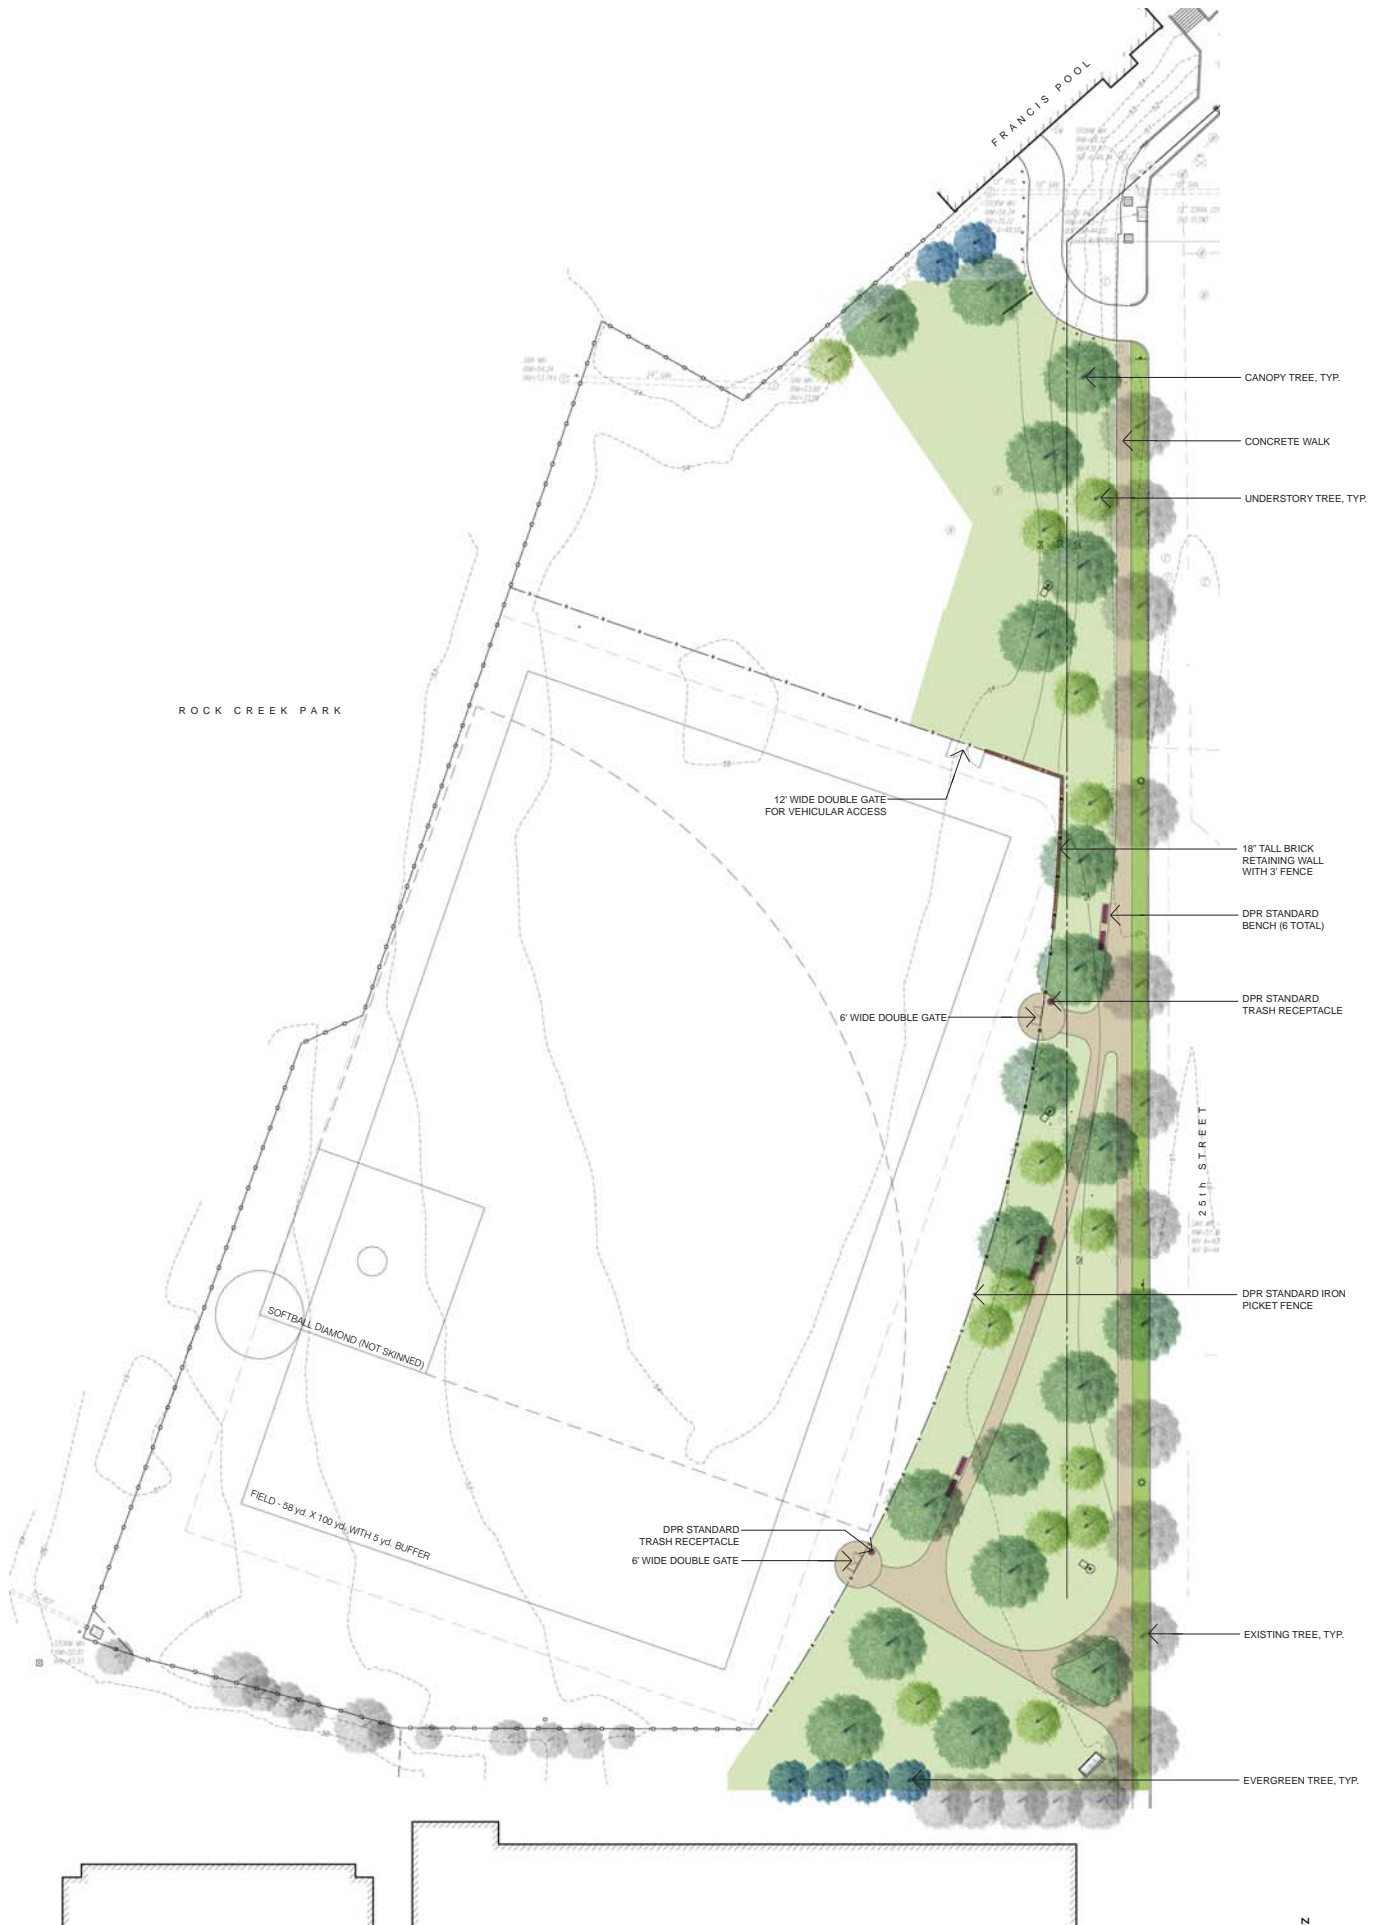 FRANCIS POOL
CANOPY TREE, TYP.
CONCRETE WALK
UNDERSTORY TREE, TYP.
ROCK CREEK PARK
12' WIDE DOUBLE GATE
FOR VEHICULAR ACCESS
18" TALL BRICK
RETAINING WALL
WITH 3' FENCE
DPR STANDARD
BENCH (6 TOTAL)
DPR STANDARD
TRASH RECEPTACLE
6' WIDE DOUBLE GATE
25th STREET
DPR STANDARD IRON
PICKET FENCE
SOFTBALL DIAMOND (NOT SKINNED)
FIELD - 58 yd. X 100 yd. WITH 5 yd. BUFFER
DPR STANDARD
TRASH RECEPTACLE
6' WIDE DOUBLE GATE
EXISTING TREE, TYP.
EVERGREEN TREE, TYP.
N